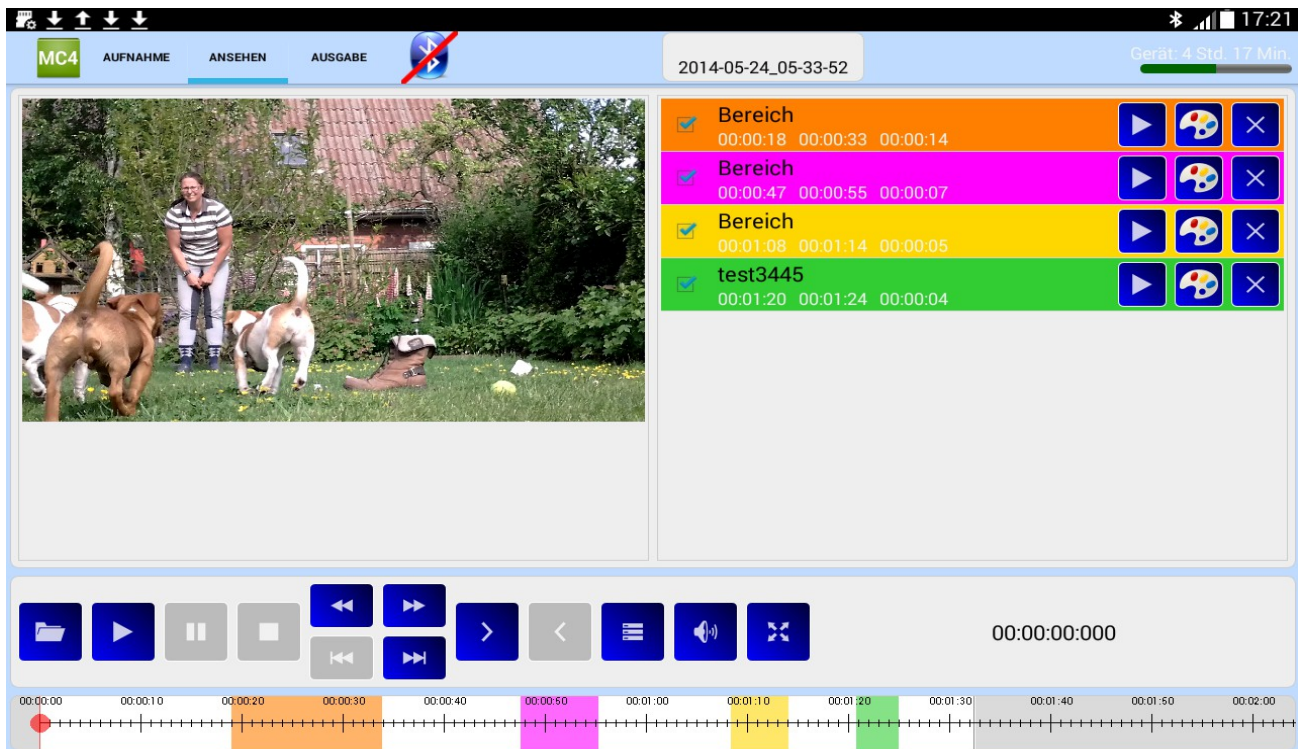 17:21
MC4 AUFNAHME ANSEHEN AUSGABE
2014-05-24_05-33-52
Gerät: 4 Std. 17 Min.
Bereich
00:00:18 00:00:33 00:00:14
Bereich
00:00:47 00:00:55 00:00:07
Bereich
00:01:08 00:01:14 00:00:05
test3445
00:01:20 00:01:24 00:00:04
00:00:00:000
00:00:00 00:00:10 00:00:20 00:00:30 00:00:40 00:00:50 00:01:00 00:01:10 00:01:20 00:01:30 00:01:40 00:01:50 00:02:00